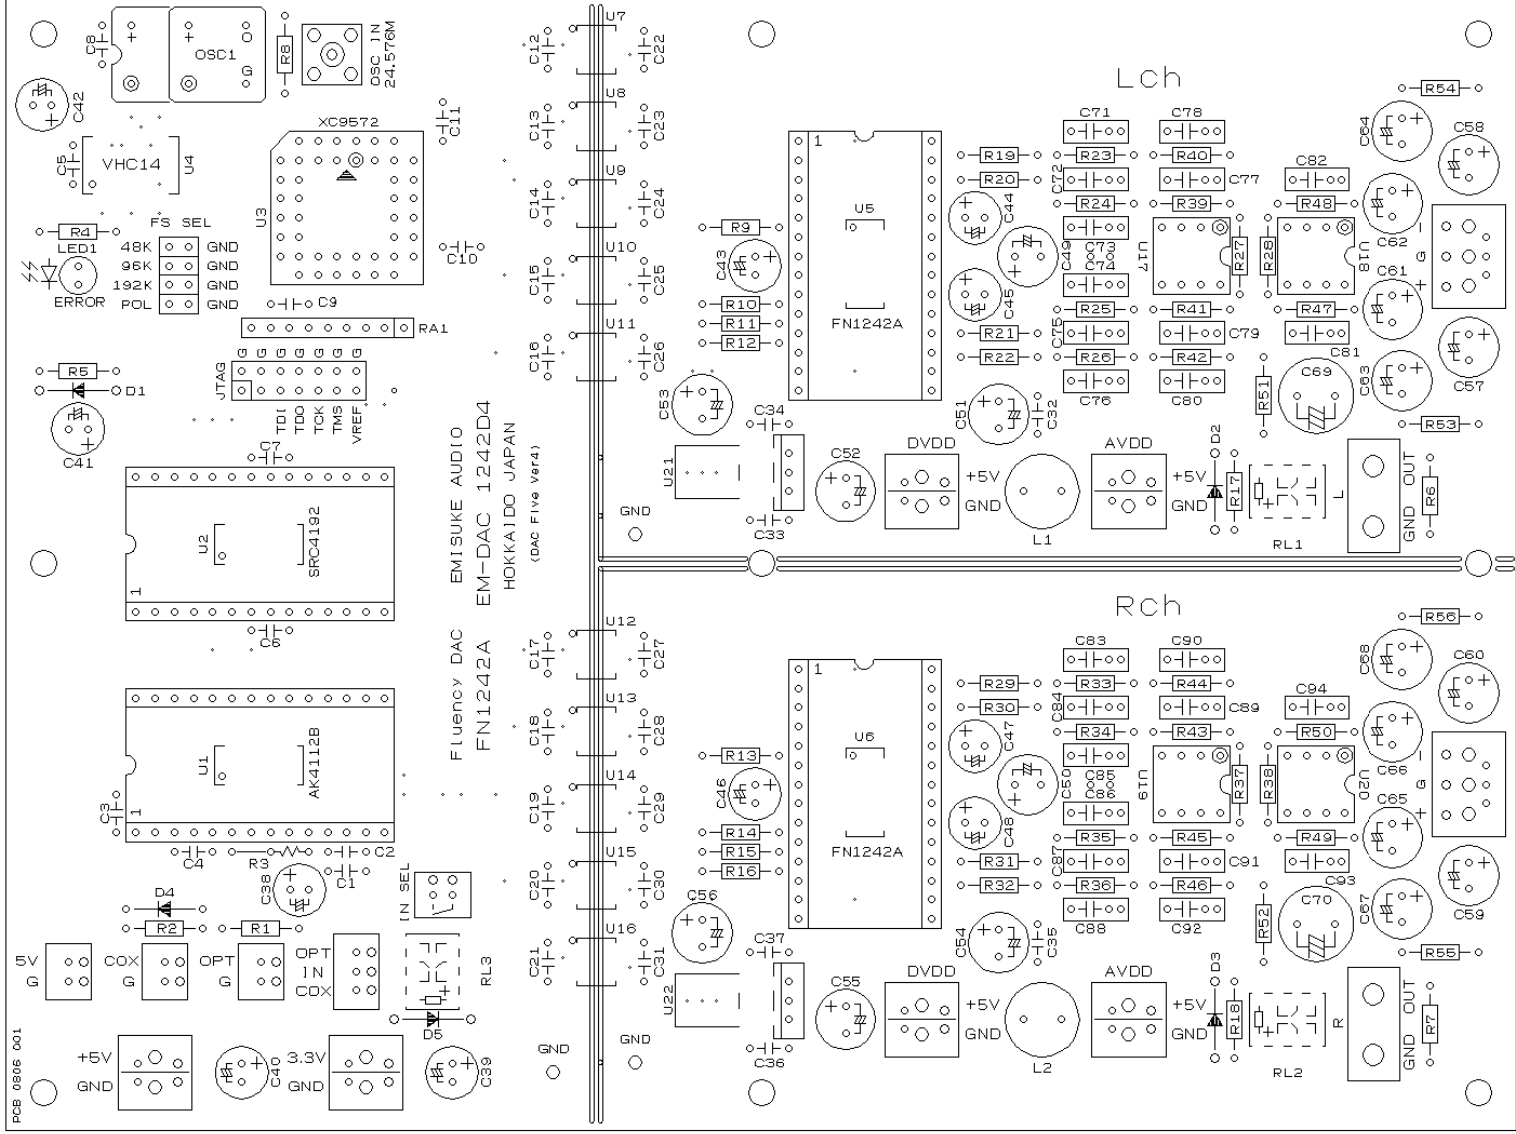 C8
OSC1
G
R8
OSC IN
24.576M
C42
C5
VHC14
U4
XC9572
U3
C11
C10
FS SEL
R4
LED1
ERROR
48K GND
96K GND
192K GND
POL GND
C9
RA1
R5
D1
C41
JTAG
G G G G G G G
TDI
TDO
TCK
TMS
VREF
C7
U2
SRC4192
1
C6
U1
AK4112B
1
C3
C4
R3
C2
C1
C38
D4
R2
R1
IN SEL
5V
G
COX
G
OPT
G
OPT
IN
COX
RL3
D5
+5V
GND
C40
3.3V
GND
C39
PCB 0806 001
Fluency DAC EMISUKE AUDIO
FN1242A EM-DAC 1242D4
HOKKAIDO JAPAN
(DAC Five Ver4)
U7
C12
C22
U8
C13
C23
U9
C14
C24
U10
C15
C25
U11
C16
C26
GND
U12
C17
C27
U13
C18
C28
U14
C19
C29
U15
C20
C30
U16
C21
C31
GND
GND
Lch
1
U5
FN1242A
R9
C43
R10
R11
R12
C53
C34
U21
C33
C52
DVDD
+5V
GND
L1
AVDD
+5V
GND
R19
R20
C44
C49
C45
R21
R22
C51
C32
C71
R23
C72
R24
C73
C74
R25
C75
R26
C76
C78
R40
C77
R39
U17
R27
R41
C79
R42
C80
C82
R48
R28
U18
R47
C81
R51
C69
R54
C64
C58
C62
C61
C63
C57
R53
-
G
+
D2
R17
L
RL1
OUT
GND
R6
Rch
1
U6
FN1242A
R13
C46
R14
R15
R16
C56
C37
U22
C36
C55
DVDD
+5V
GND
L2
AVDD
+5V
GND
R29
R30
C47
C50
C48
R31
R32
C54
C35
C83
R33
C84
R34
C85
C86
R35
C87
R36
C88
C90
R44
C89
R43
U19
R37
R45
C91
R46
C92
C94
R50
R38
U20
R49
C93
R52
C70
R56
C68
C60
C66
C65
C67
C59
R55
-
G
+
D3
R18
R
RL2
OUT
GND
R7